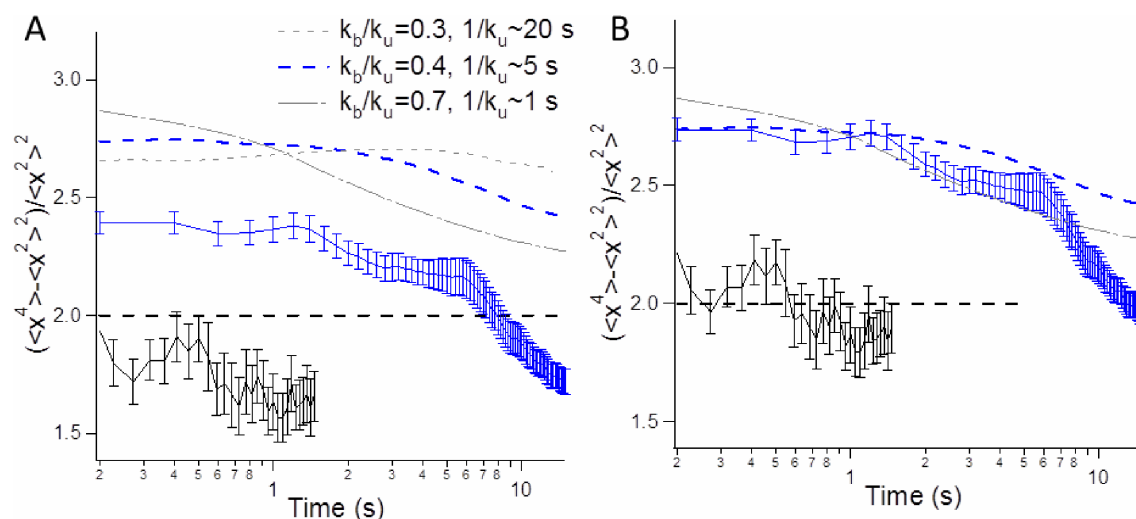 A
k_b/k_u=0.3, 1/k_u~20 s
k_b/k_u=0.4, 1/k_u~5 s
k_b/k_u=0.7, 1/k_u~1 s
(<x^4>-<x^2>^2)/<x^2>^2
3.0
2.5
2.0
1.5
2 3 4 5 6 7 8 1 2 3 4 5 6 7 8 10
Time (s)
B
(<x^4>-<x^2>^2)/<x^2>^2
3.0
2.5
2.0
1.5
2 3 4 5 6 7 8 1 2 3 4 5 6 7 8 10
Time (s)